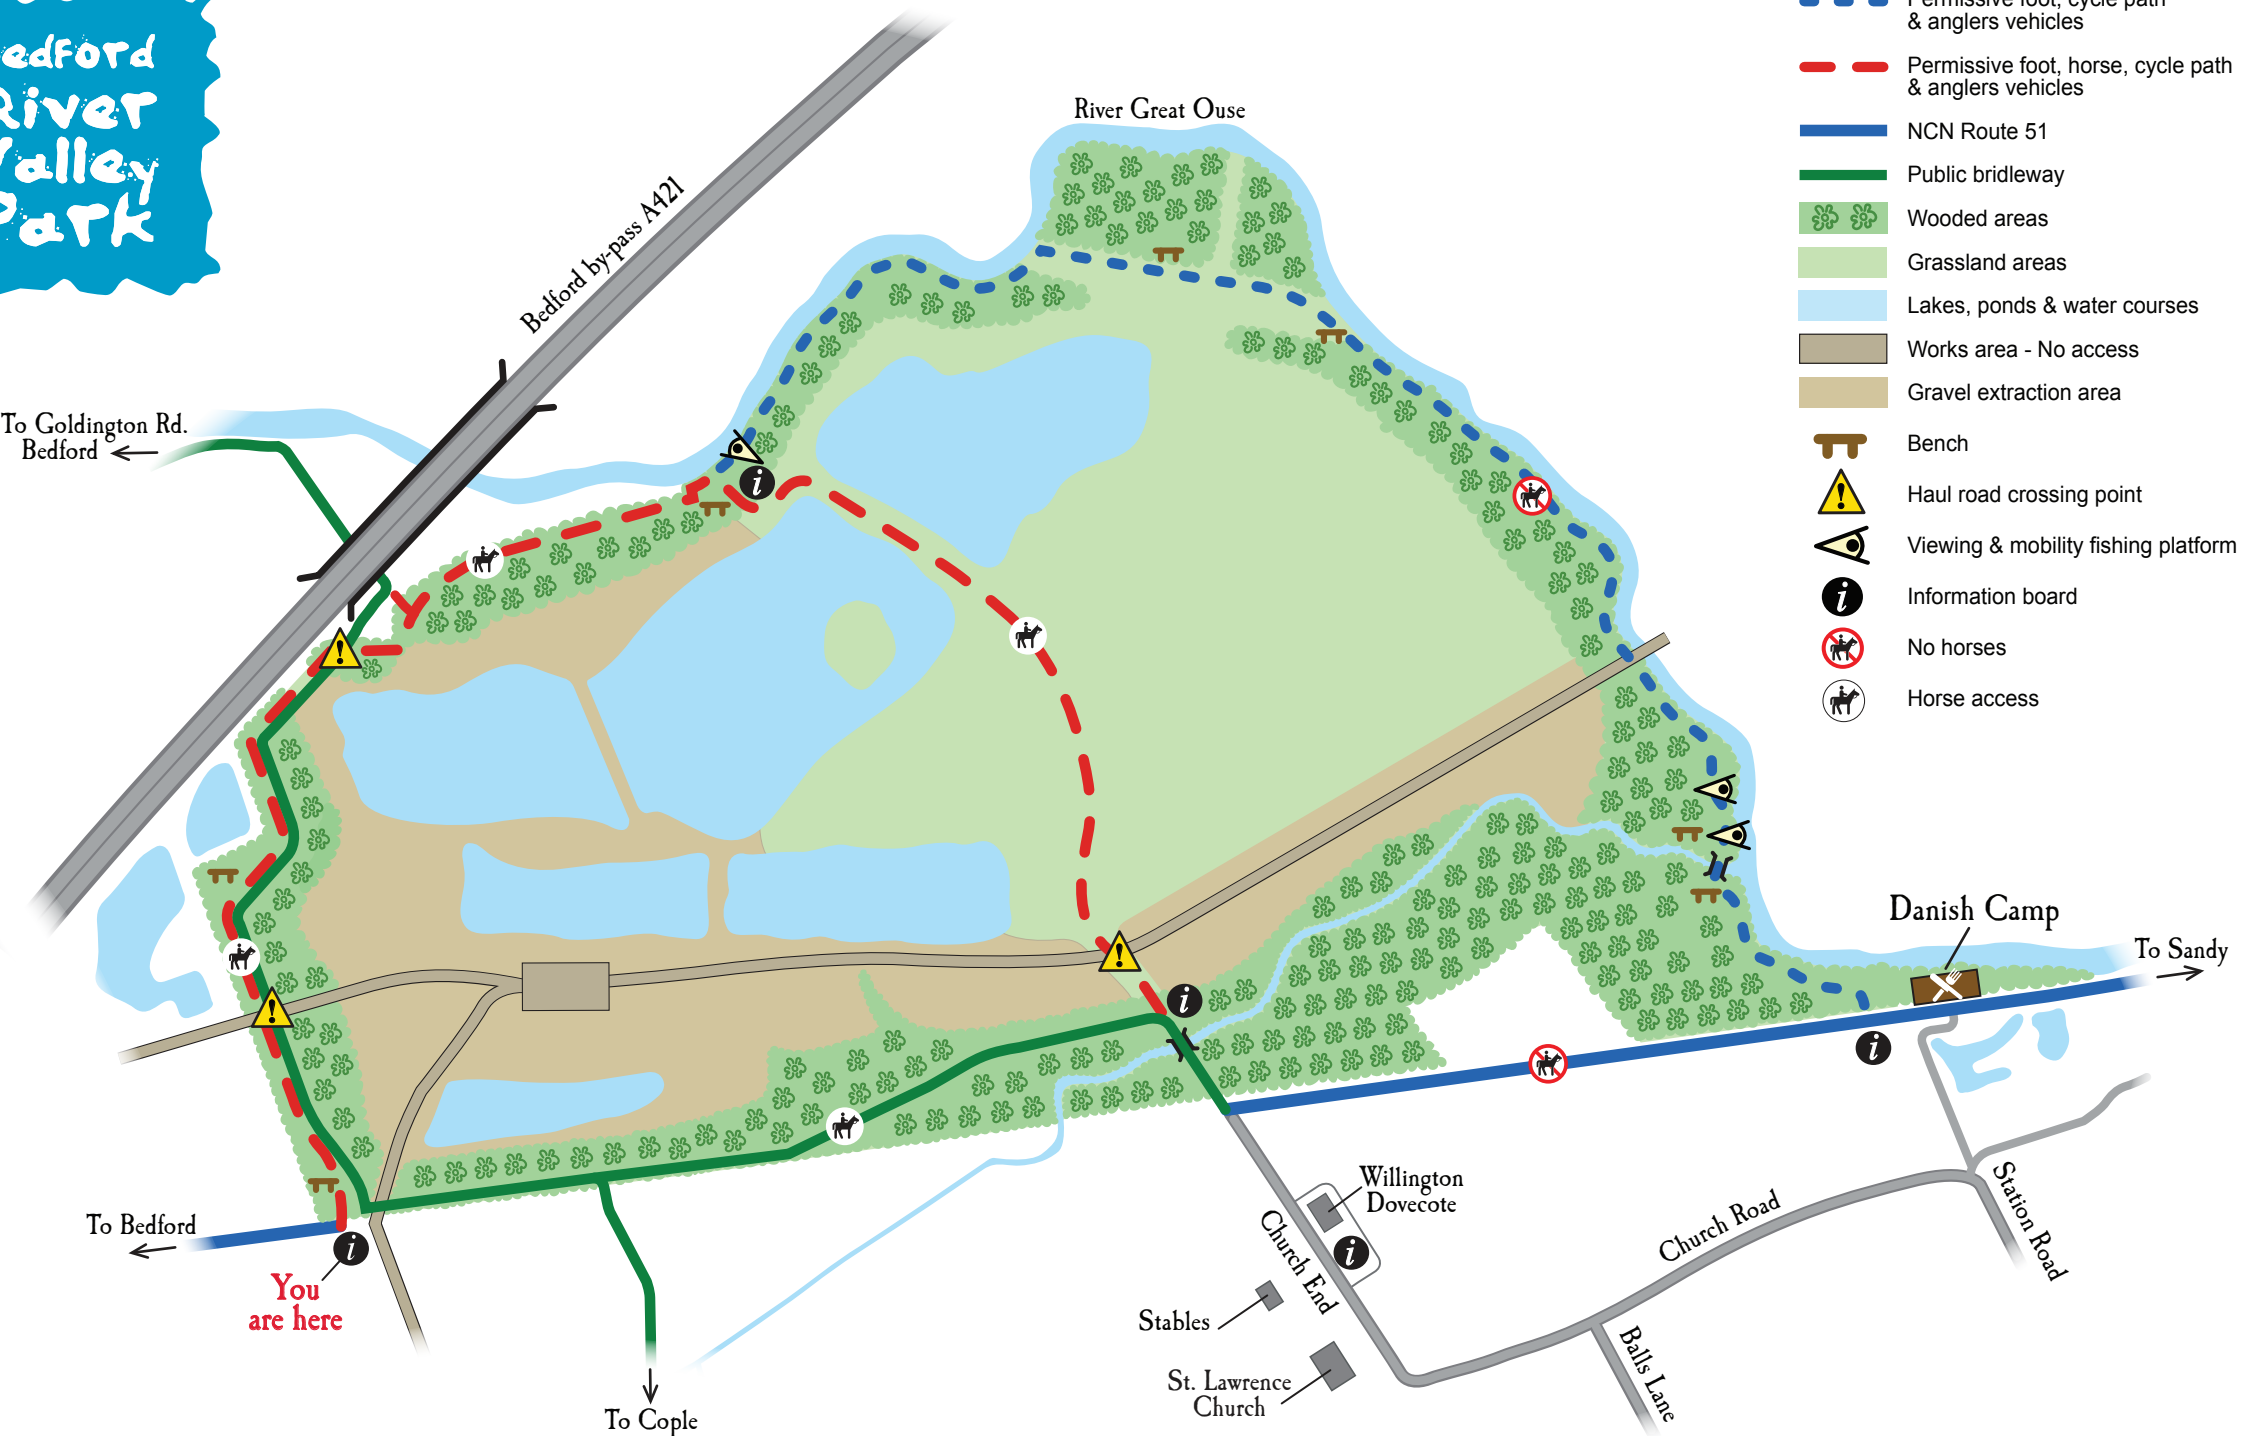 River
Park
River Great Ouse
Bedford by-pass A421
To Goldington Rd.
Bedford
To Bedford
You
are here
To Cople
Stables
St. Lawrence
Church
Willington
Dovecote
Church End
Church Road
Balls Lane
Station Road
Danish Camp
To Sandy
Permissive foot, cycle path
& anglers vehicles
Permissive foot, horse, cycle path
& anglers vehicles
NCN Route 51
Public bridleway
Wooded areas
Grassland areas
Lakes, ponds & water courses
Works area - No access
Gravel extraction area
Bench
Haul road crossing point
Viewing & mobility fishing platform
Information board
No horses
Horse access